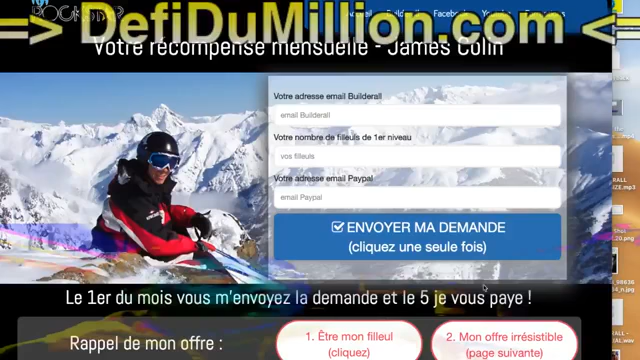 => DefiDuMillion.com <=
Votre récompense mensuelle - James Colin
Votre adresse email Builderall
email Builderall
Votre nombre de filleuls de 1er niveau
vos filleuls
Votre adresse email Paypal
email Paypal
ENVOYER MA DEMANDE
(cliquez une seule fois)
Le 1er du mois vous m'envoyez la demande et le 5 je vous paye !
Rappel de mon offre :
1. Être mon filleul
(cliquez)
2. Mon offre irrésistible
(page suivante)